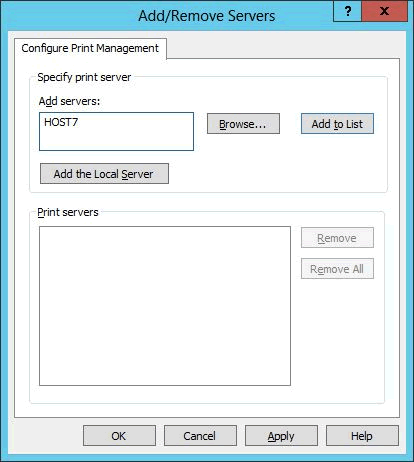 Add/Remove Servers
?
x
Configure Print Management
Specify print server
Add servers:
HOST7
Browse...
Add to List
Add the Local Server
Print servers
Remove
Remove All
OK
Cancel
Apply
Help